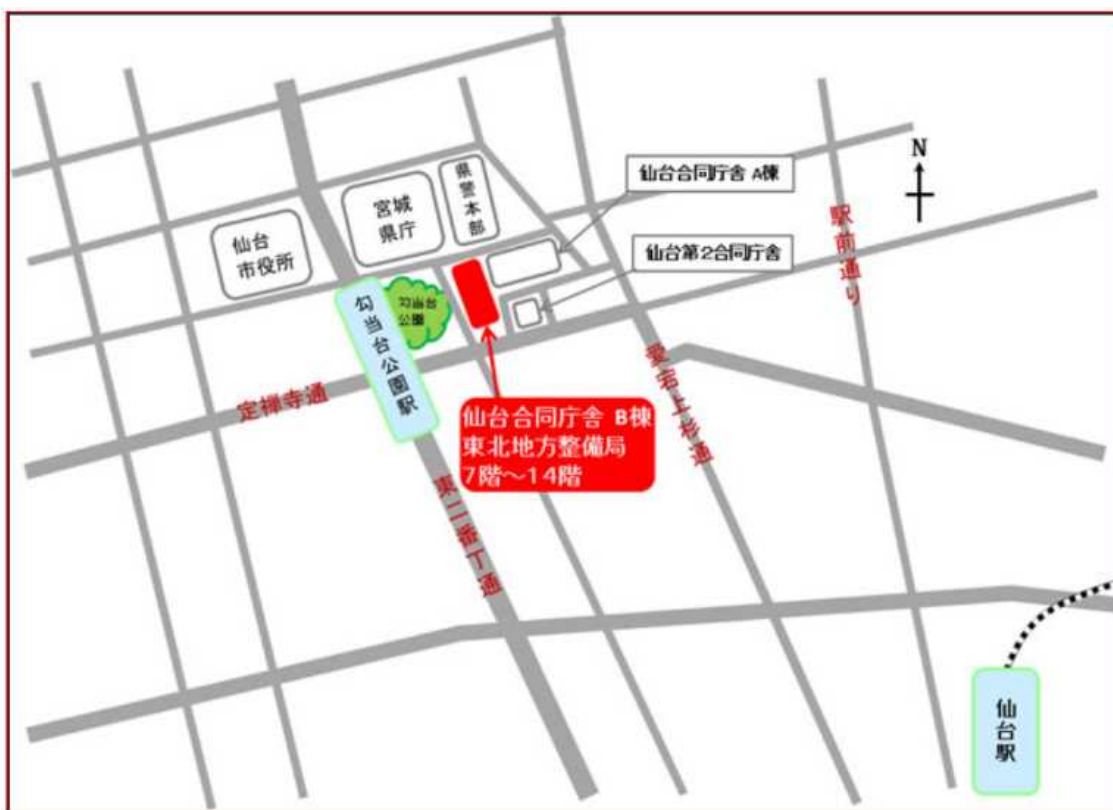 N
仙台合同庁舎 A棟
県警本部
宮城
県庁
仙台
市役所
仙台第2合同庁舎
駅前通り
勾当台
公園
勾当台公園駅
定禅寺通
愛宕上杉通
仙台合同庁舎 B棟
東北地方整備局
7階～14階
東二番丁通
仙台駅